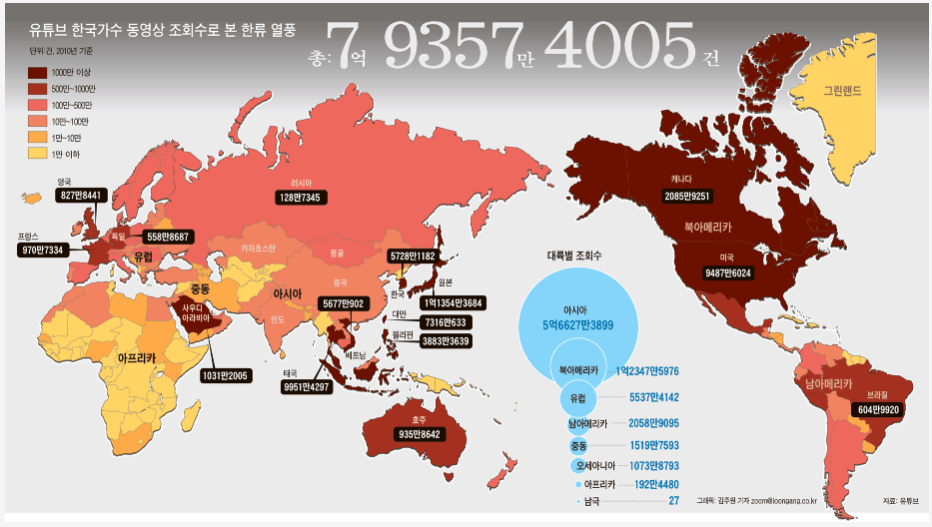 유튜브 한국가수 동영상 조회수로 본 한류 열풍
총: 7억 9357만 4005건
단위:건, 2010년 기준
1000만 이상
500만~1000만
100만~500만
10만~100만
1만~10만
1만 이하
그린랜드
영국
827만8441
프랑스
970만7334
독일
558만8687
유럽
러시아
128만7345
카자흐스탄
몽골
중국
중동
아시아
인도
사우디
아라비아
1031만2005
아프리카
5728만1182
한국
일본
1억1354만3684
5677만902
대만
7316만633
필리핀
3883만3639
베트남
태국
9951만4297
호주
935만8642
캐나다
2085만9251
북아메리카
미국
9487만6024
남아메리카
브라질
604만9920
대륙별 조회수
아시아
5억6627만3899
북아메리카 1억2347만5976
유럽 5537만4142
남아메리카 2058만9095
중동 1519만7593
오세아니아 1073만8793
아프리카 192만4480
남극 27
그래픽: 김주원 기자 zoom@joongang.co.kr
자료: 유튜브